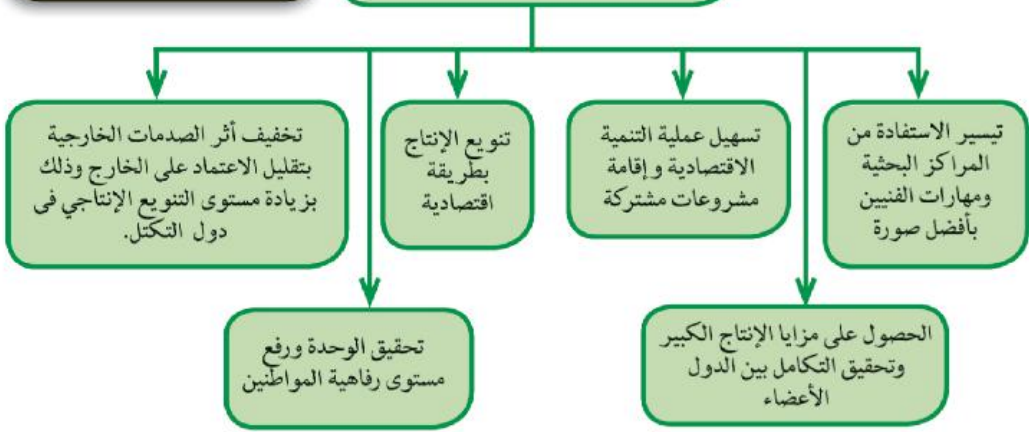 تيسير الاستفادة من
المراكز البحثية
ومهارات الفنيين
بأفضل صورة
تسهيل عملية التنمية
الاقتصادية و إقامة
مشروعات مشتركة
تنويع الإنتاج
بطريقة
اقتصادية
تخفيف أثر الصدمات الخارجية
بتقليل الاعتماد على الخارج وذلك
بزيادة مستوى التنويع الإنتاجي فى
دول التكتل.
الحصول على مزايا الإنتاج الكبير
وتحقيق التكامل بين الدول
الأعضاء
تحقيق الوحدة ورفع
مستوى رفاهية المواطنين